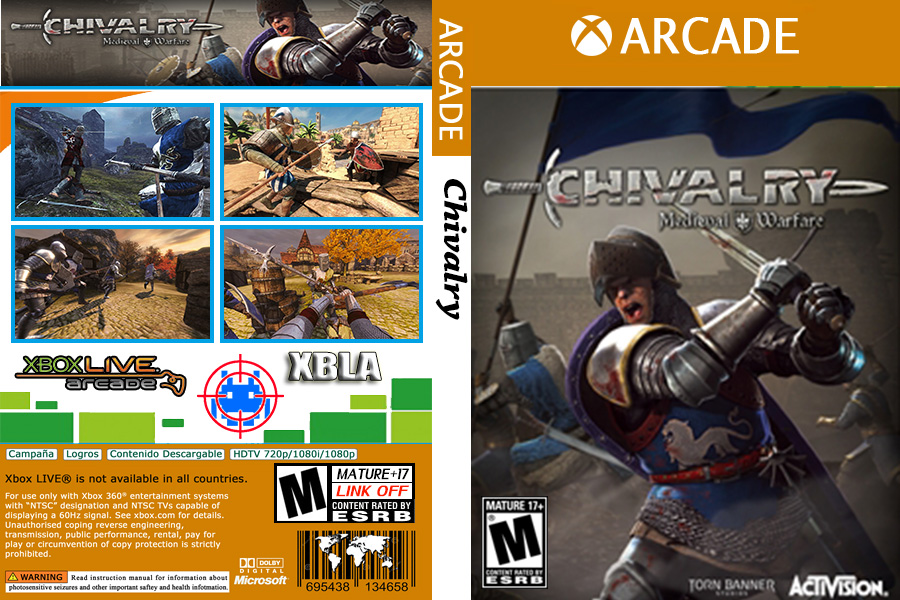 CHIVALRY
Medieval Warfare
XBOX LIVE
arcade
XBLA
Campaña
Logros
Contenido Descargable
HDTV 720p/1080i/1080p
Xbox LIVE® is not available in all countries.
For use only with Xbox 360® entertainment systems
with “NTSC” designation and NTSC TVs capable of
displaying a 60Hz signal. See xbox.com for details.
Unauthorised coping reverse engineering,
transmission, public performance, rental, pay for
play or circumvention of copy protection is strictly
prohibited.
WARNING Read instruction manual for information about
photosensitive seizures and other important saftey and health infotmation.
M
MATURE+17
LINK OFF
CONTENT RATED BY
ESRB
DOLBY
DIGITAL
Microsoft
695438 134658
ARCADE
Chivalry
ARCADE
CHIVALRY
Medieval Warfare
MATURE 17+
M
CONTENT RATED BY
ESRB
TORN BANNER
STUDIOS
ACTIVISION.